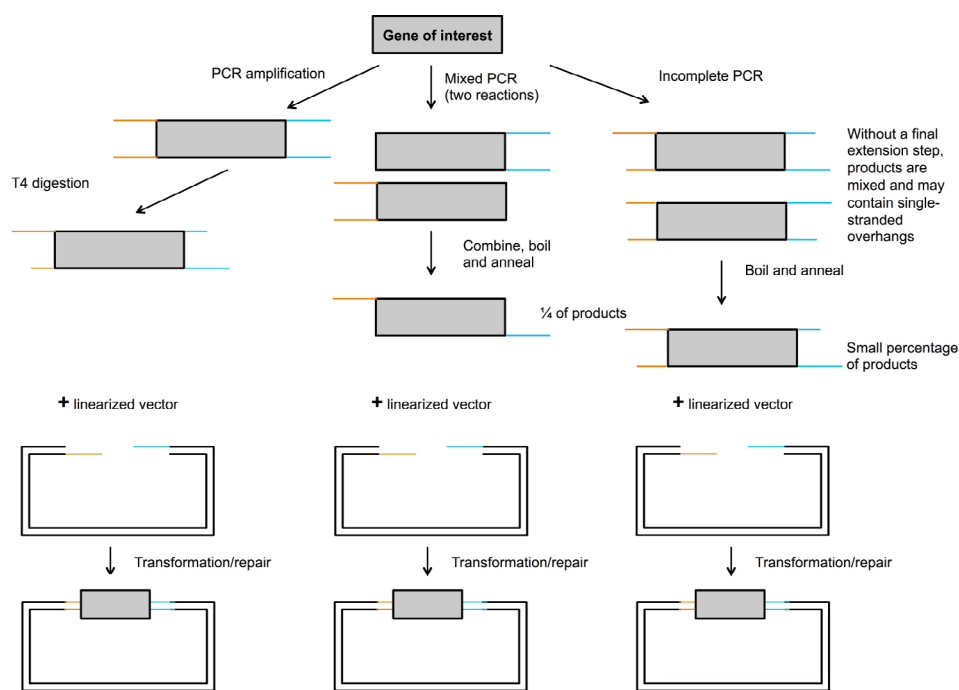 Gene of interest
PCR amplification
Mixed PCR
(two reactions)
Incomplete PCR
Without a final
extension step,
products are
mixed and may
contain single-
stranded
overhangs
T4 digestion
Combine, boil
and anneal
Boil and anneal
¼ of products
Small percentage
of products
+ linearized vector
+ linearized vector
+ linearized vector
Transformation/repair
Transformation/repair
Transformation/repair